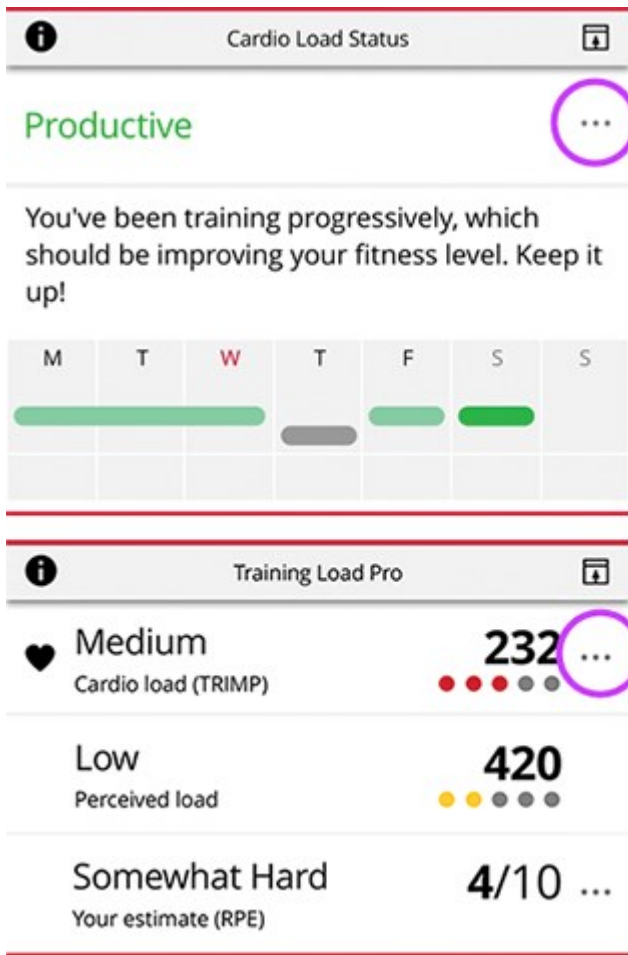 Cardio Load Status
Productive
You've been training progressively, which
should be improving your fitness level. Keep it
up!
M T W T F S S
Training Load Pro
Medium 232
Cardio load (TRIMP)
Low 420
Perceived load
Somewhat Hard 4/10
Your estimate (RPE)